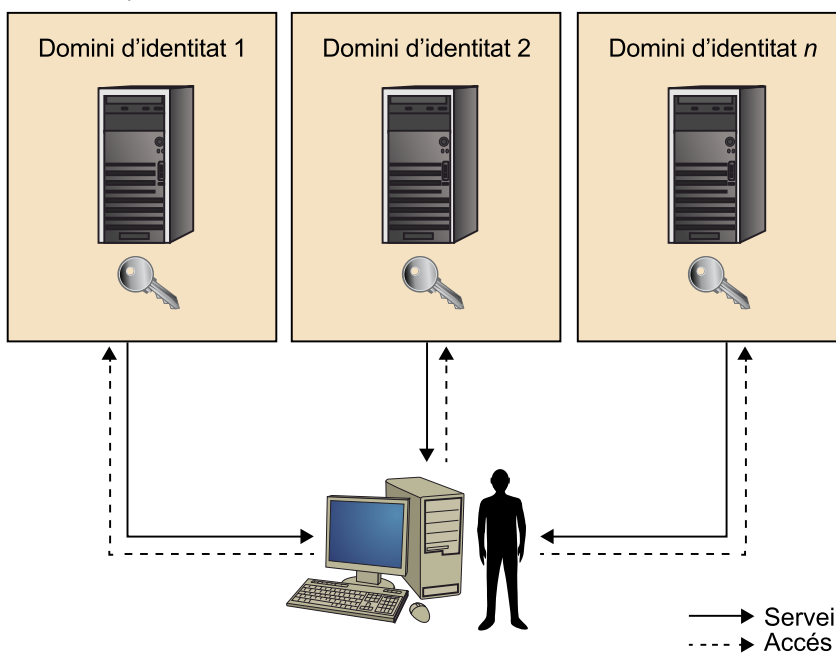 Domini d’identitat 1
Domini d’identitat 2
Domini d’identitat n
Servei
Accés